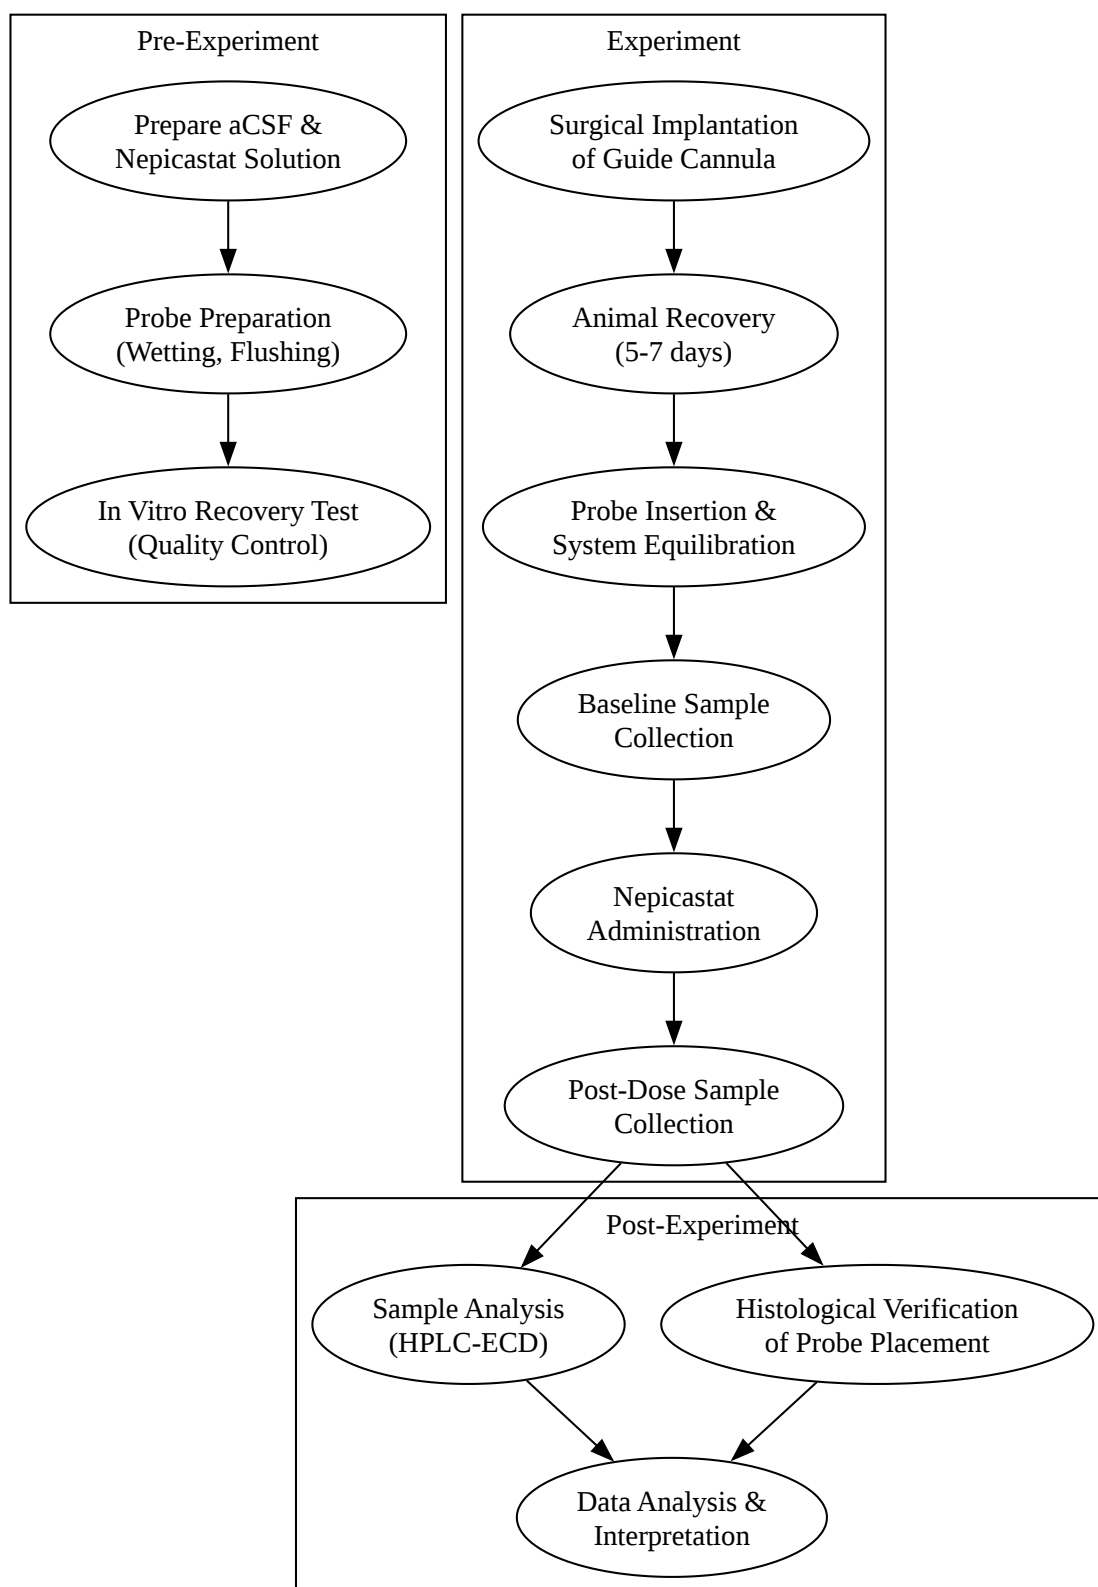 Pre-Experiment
Prepare aCSF &
Nepicastat Solution
Probe Preparation
(Wetting, Flushing)
In Vitro Recovery Test
(Quality Control)
Experiment
Surgical Implantation
of Guide Cannula
Animal Recovery
(5-7 days)
Probe Insertion &
System Equilibration
Baseline Sample
Collection
Nepicastat
Administration
Post-Dose Sample
Collection
Post-Experiment
Sample Analysis
(HPLC-ECD)
Histological Verification
of Probe Placement
Data Analysis &
Interpretation